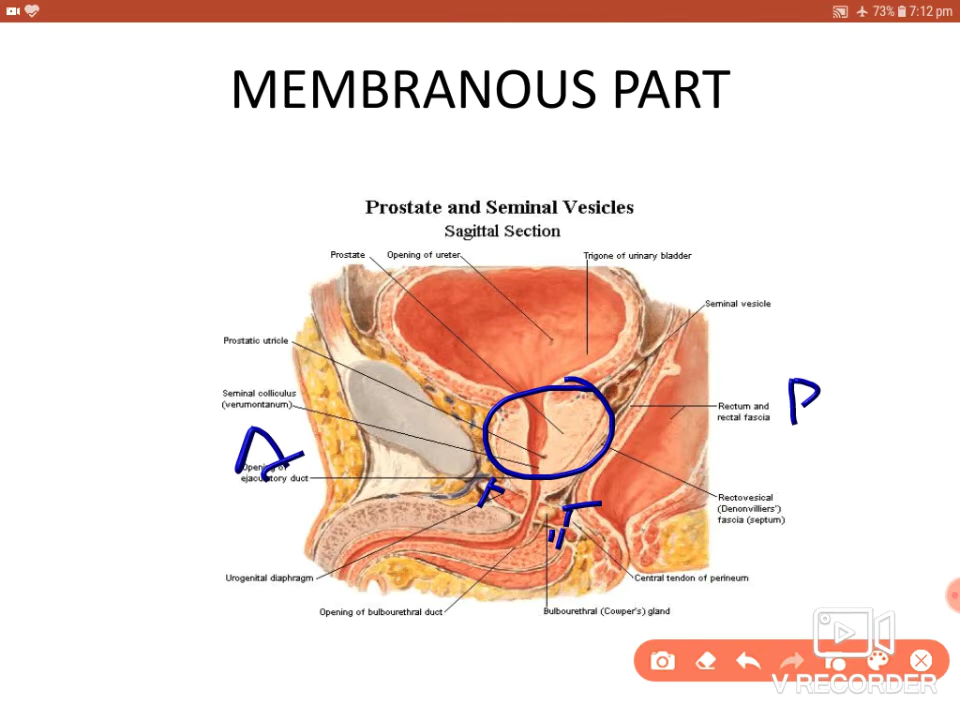 73% 7:12 pm
MEMBRANOUS PART
Prostate and Seminal Vesicles
Sagittal Section
Prostate
Opening of ureter
Trigone of urinary bladder
Seminal vesicle
Prostatic utricle
Seminal colliculus
(verumontanum)
Rectum and
rectal fascia
P
A
Opening of
ejaculatory duct
Rectovesical
(Denonvilliers')
fascia (septum)
Urogenital diaphragm
Central tendon of perineum
Opening of bulbourethral duct
Bulbourethral (Cowper's) gland
V RECORDER